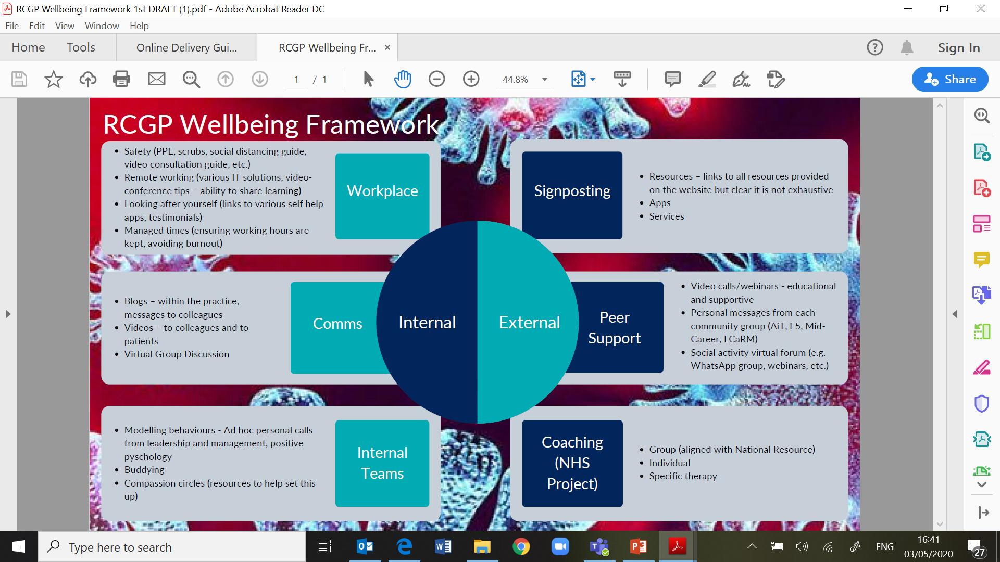 RCGP Wellbeing Framework 1st DRAFT (1).pdf - Adobe Acrobat Reader DC
File Edit View Window Help
Home Tools Online Delivery Gui... RCGP Wellbeing Fr... × Sign In
1 / 1 44.8% Share
RCGP Wellbeing Framework
• Safety (PPE, scrubs, social distancing guide,
video consultation guide, etc.)
• Remote working (various IT solutions, video-
conference tips – ability to share learning)
• Looking after yourself (links to various self help
apps, testimonials)
• Managed times (ensuring working hours are
kept, avoiding burnout)
Workplace
Signposting
• Resources – links to all resources provided
on the website but clear it is not exhaustive
• Apps
• Services
• Blogs – within the practice,
messages to colleagues
• Videos – to colleagues and to
patients
• Virtual Group Discussion
Comms
Internal
External
Peer
Support
• Video calls/webinars - educational
and supportive
• Personal messages from each
community group (AiT, F5, Mid-
Career, LCaRM)
• Social activity virtual forum (e.g.
WhatsApp group, webinars, etc.)
• Modelling behaviours - Ad hoc personal calls
from leadership and management, positive
pyschology
• Buddying
• Compassion circles (resources to help set this
up)
Internal
Teams
Coaching
(NHS
Project)
• Group (aligned with National Resource)
• Individual
• Specific therapy
Type here to search
ENG
16:41
03/05/2020
27